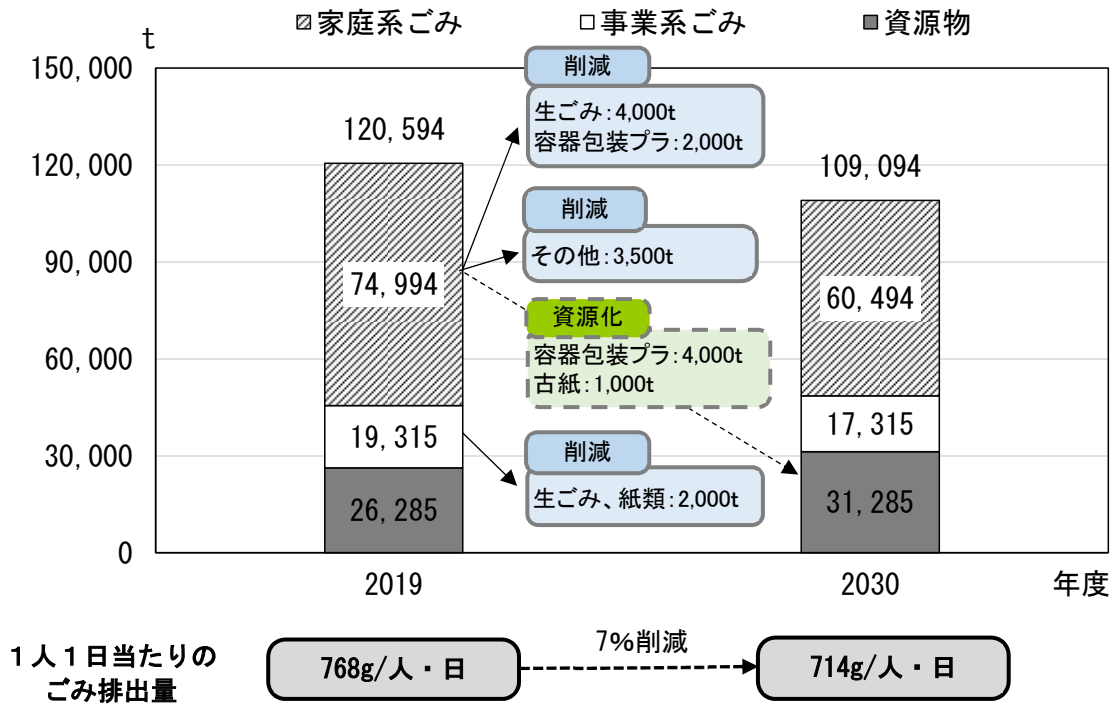 家庭系ごみ 事業系ごみ 資源物
t
150,000
120,000
90,000
60,000
30,000
0
120,594
74,994
19,315
26,285
削減
生ごみ：4,000t
容器包装プラ：2,000t
削減
その他：3,500t
資源化
容器包装プラ：4,000t
古紙：1,000t
削減
生ごみ、紙類：2,000t
109,094
60,494
17,315
31,285
2019 2030 年度
１人１日当たりの
ごみ排出量
768g/人・日
7%削減
714g/人・日